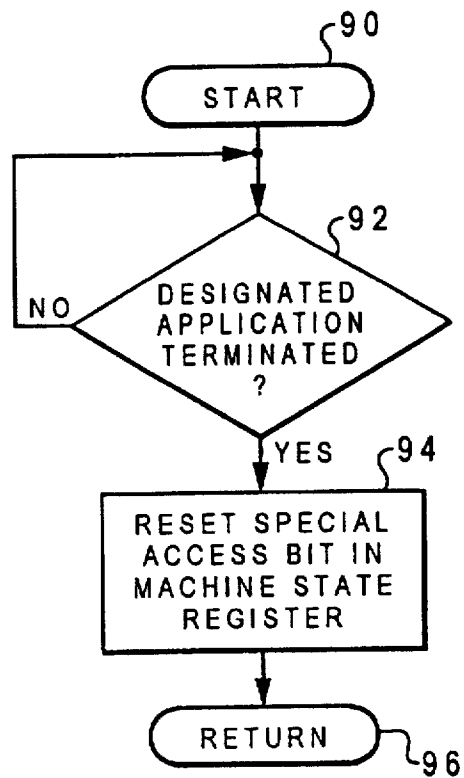 90
START
92
DESIGNATED
APPLICATION
TERMINATED
?
NO
YES
94
RESET SPECIAL
ACCESS BIT IN
MACHINE STATE
REGISTER
RETURN
96